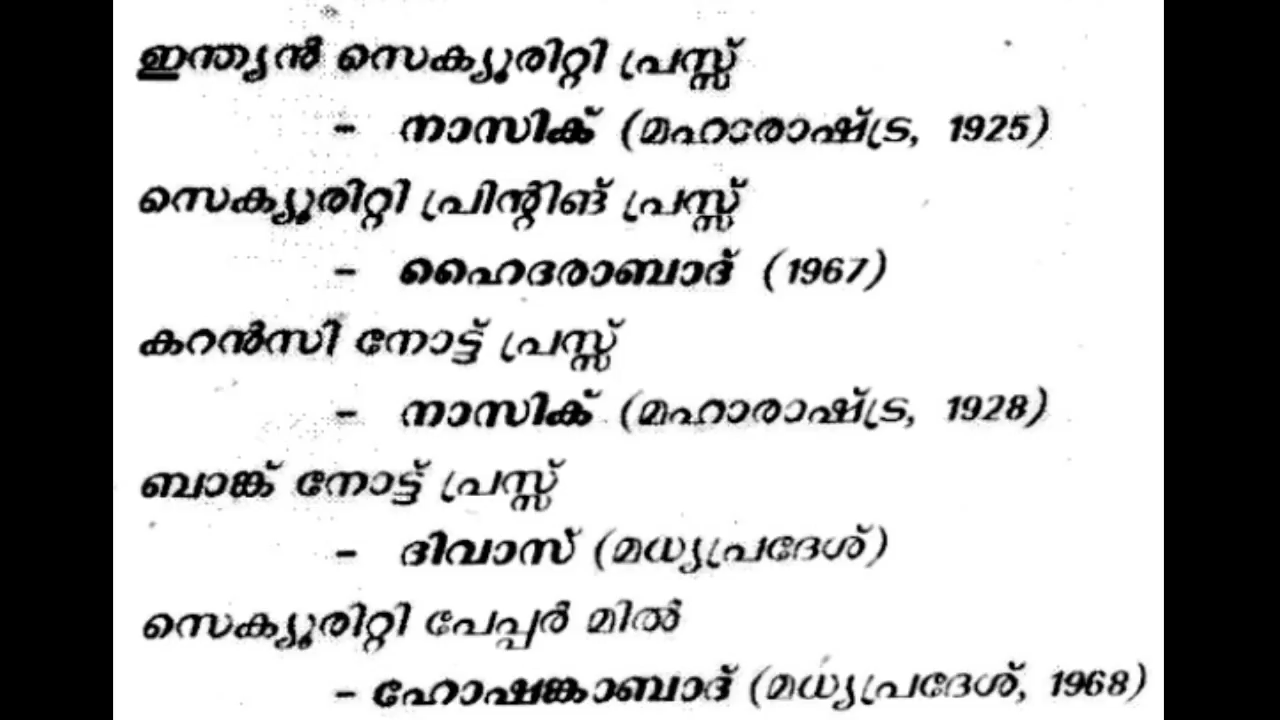 ഇന്ത്യൻ സെക്യൂരിറ്റി പ്രസ്സ്
- നാസിക് (മഹാരാഷ്ട്ര, 1925)
സെക്യൂരിറ്റി പ്രിന്റിങ് പ്രസ്സ്
- ഹൈദരാബാദ് (1967)
കറൻസി നോട്ട് പ്രസ്സ്
- നാസിക് (മഹാരാഷ്ട്ര, 1928)
ബാങ്ക് നോട്ട് പ്രസ്സ്
- ദിവാസ് (മധ്യപ്രദേശ്)
സെക്യൂരിറ്റി പേപ്പർ മിൽ
- ഹോഷങ്കാബാദ് (മധ്യപ്രദേശ്, 1968)